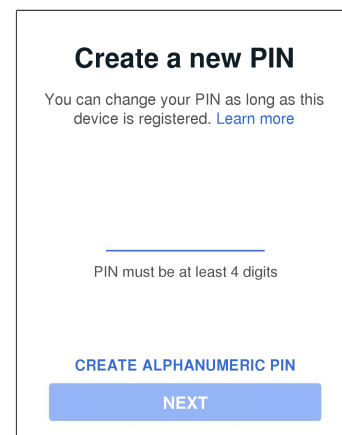 Create a new PIN
You can change your PIN as long as this
device is registered. Learn more
PIN must be at least 4 digits
CREATE ALPHANUMERIC PIN
NEXT